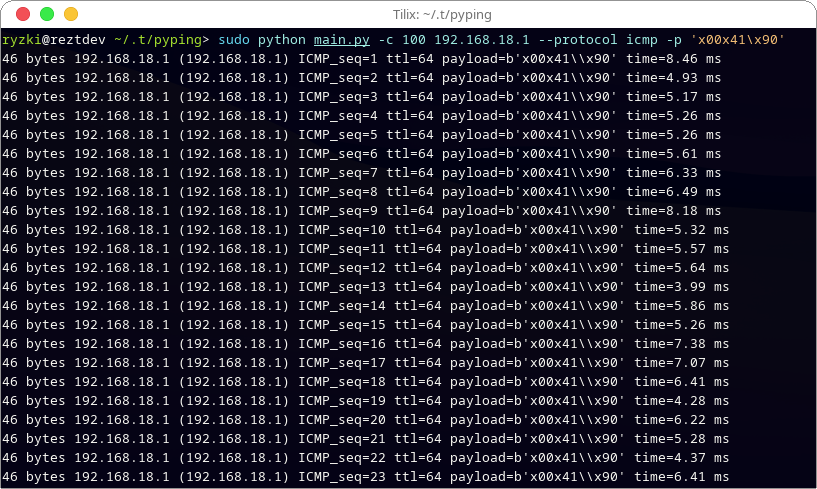 Tilix: ~/.t/pyping
ryzki@reztdev ~/.t/pyping> sudo python main.py -c 100 192.168.18.1 --protocol icmp -p 'x00x41\x90'
46 bytes 192.168.18.1 (192.168.18.1) ICMP_seq=1 ttl=64 payload=b'x00x41\\x90' time=8.46 ms
46 bytes 192.168.18.1 (192.168.18.1) ICMP_seq=2 ttl=64 payload=b'x00x41\\x90' time=4.93 ms
46 bytes 192.168.18.1 (192.168.18.1) ICMP_seq=3 ttl=64 payload=b'x00x41\\x90' time=5.17 ms
46 bytes 192.168.18.1 (192.168.18.1) ICMP_seq=4 ttl=64 payload=b'x00x41\\x90' time=5.26 ms
46 bytes 192.168.18.1 (192.168.18.1) ICMP_seq=5 ttl=64 payload=b'x00x41\\x90' time=5.26 ms
46 bytes 192.168.18.1 (192.168.18.1) ICMP_seq=6 ttl=64 payload=b'x00x41\\x90' time=5.61 ms
46 bytes 192.168.18.1 (192.168.18.1) ICMP_seq=7 ttl=64 payload=b'x00x41\\x90' time=6.33 ms
46 bytes 192.168.18.1 (192.168.18.1) ICMP_seq=8 ttl=64 payload=b'x00x41\\x90' time=6.49 ms
46 bytes 192.168.18.1 (192.168.18.1) ICMP_seq=9 ttl=64 payload=b'x00x41\\x90' time=8.18 ms
46 bytes 192.168.18.1 (192.168.18.1) ICMP_seq=10 ttl=64 payload=b'x00x41\\x90' time=5.32 ms
46 bytes 192.168.18.1 (192.168.18.1) ICMP_seq=11 ttl=64 payload=b'x00x41\\x90' time=5.57 ms
46 bytes 192.168.18.1 (192.168.18.1) ICMP_seq=12 ttl=64 payload=b'x00x41\\x90' time=5.64 ms
46 bytes 192.168.18.1 (192.168.18.1) ICMP_seq=13 ttl=64 payload=b'x00x41\\x90' time=3.99 ms
46 bytes 192.168.18.1 (192.168.18.1) ICMP_seq=14 ttl=64 payload=b'x00x41\\x90' time=5.86 ms
46 bytes 192.168.18.1 (192.168.18.1) ICMP_seq=15 ttl=64 payload=b'x00x41\\x90' time=5.26 ms
46 bytes 192.168.18.1 (192.168.18.1) ICMP_seq=16 ttl=64 payload=b'x00x41\\x90' time=7.38 ms
46 bytes 192.168.18.1 (192.168.18.1) ICMP_seq=17 ttl=64 payload=b'x00x41\\x90' time=7.07 ms
46 bytes 192.168.18.1 (192.168.18.1) ICMP_seq=18 ttl=64 payload=b'x00x41\\x90' time=6.41 ms
46 bytes 192.168.18.1 (192.168.18.1) ICMP_seq=19 ttl=64 payload=b'x00x41\\x90' time=4.28 ms
46 bytes 192.168.18.1 (192.168.18.1) ICMP_seq=20 ttl=64 payload=b'x00x41\\x90' time=6.22 ms
46 bytes 192.168.18.1 (192.168.18.1) ICMP_seq=21 ttl=64 payload=b'x00x41\\x90' time=5.28 ms
46 bytes 192.168.18.1 (192.168.18.1) ICMP_seq=22 ttl=64 payload=b'x00x41\\x90' time=4.37 ms
46 bytes 192.168.18.1 (192.168.18.1) ICMP_seq=23 ttl=64 payload=b'x00x41\\x90' time=6.41 ms